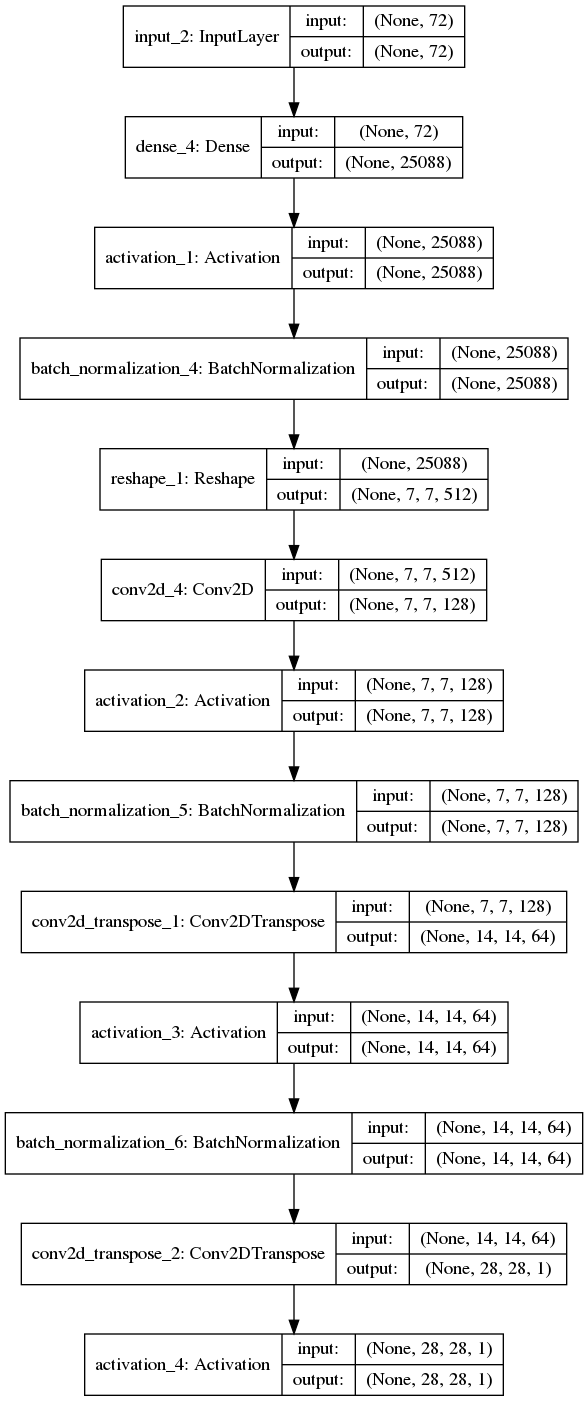 input_2: InputLayer
input: (None, 72)
output: (None, 72)
dense_4: Dense
input: (None, 72)
output: (None, 25088)
activation_1: Activation
input: (None, 25088)
output: (None, 25088)
batch_normalization_4: BatchNormalization
input: (None, 25088)
output: (None, 25088)
reshape_1: Reshape
input: (None, 25088)
output: (None, 7, 7, 512)
conv2d_4: Conv2D
input: (None, 7, 7, 512)
output: (None, 7, 7, 128)
activation_2: Activation
input: (None, 7, 7, 128)
output: (None, 7, 7, 128)
batch_normalization_5: BatchNormalization
input: (None, 7, 7, 128)
output: (None, 7, 7, 128)
conv2d_transpose_1: Conv2DTranspose
input: (None, 7, 7, 128)
output: (None, 14, 14, 64)
activation_3: Activation
input: (None, 14, 14, 64)
output: (None, 14, 14, 64)
batch_normalization_6: BatchNormalization
input: (None, 14, 14, 64)
output: (None, 14, 14, 64)
conv2d_transpose_2: Conv2DTranspose
input: (None, 14, 14, 64)
output: (None, 28, 28, 1)
activation_4: Activation
input: (None, 28, 28, 1)
output: (None, 28, 28, 1)